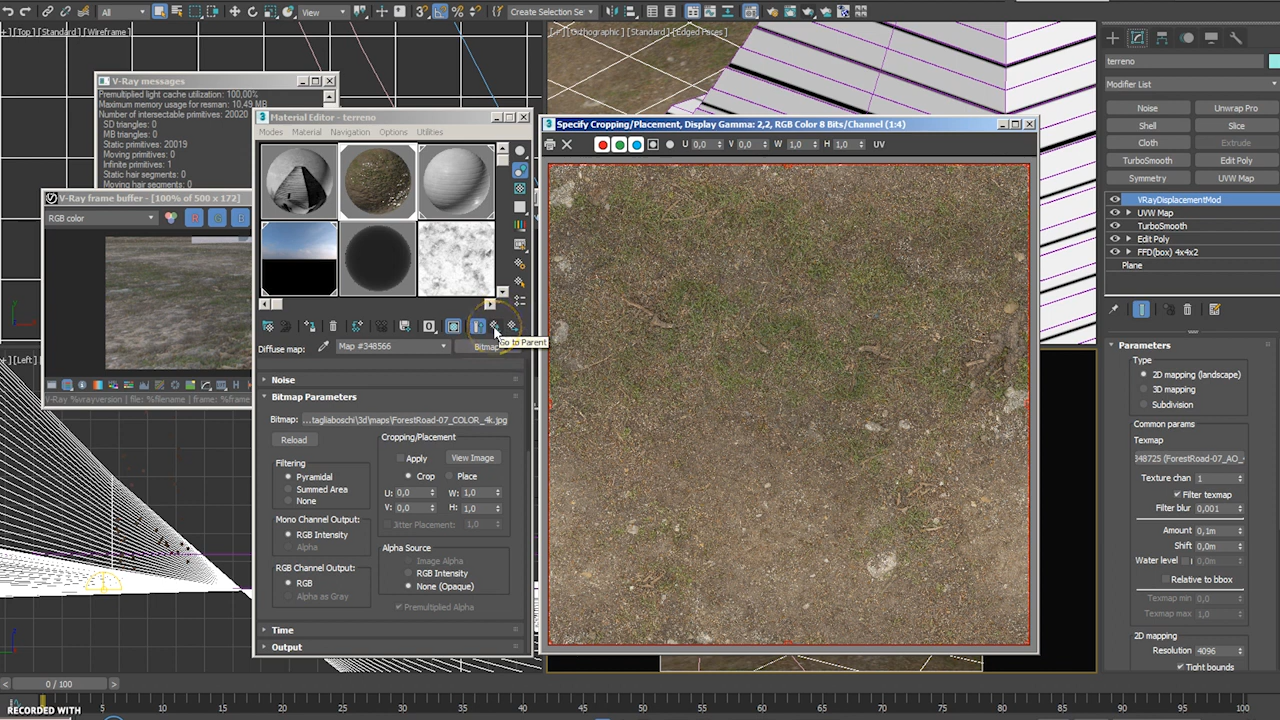 All
View
Create Selection Se
[Top] [Standard] [Wireframe]
[Orthographic] [Standard] [Edged Faces]
V-Ray messages
Premultiplied light cache utilization: 100,00%
Maximum memory usage for resman: 10,49 MB
Number of intersectable primitives: 20020
SD triangles: 0
MB triangles: 0
Static primitives: 20019
Moving primitives: 0
Infinite primitives: 1
Static hair segments: 0
Moving hair segments: 0
V-Ray frame buffer - [100% of 500 x 172]
RGB color
R G B
V-Ray %vrayversion | file: %filename | frame: %frame
[Left]
Material Editor - terreno
Modes Material Navigation Options Utilities
Go to Parent
Diffuse map:
Map #348566
Bitmap
Noise
Bitmap Parameters
Bitmap:
...tagliaboschi\3d\maps\ForestRoad-07_COLOR_4k.jpg
Reload
Cropping/Placement
Apply
View Image
Crop
Place
U: 0,0 W: 1,0
V: 0,0 H: 1,0
Jitter Placement: 1,0
Filtering
Pyramidal
Summed Area
None
Mono Channel Output:
RGB Intensity
Alpha
RGB Channel Output:
RGB
Alpha as Gray
Alpha Source
Image Alpha
RGB Intensity
None (Opaque)
Premultiplied Alpha
Time
Output
Specify Cropping/Placement, Display Gamma: 2,2, RGB Color 8 Bits/Channel (1:4)
U 0,0 V 0,0 W 1,0 H 1,0 UV
terreno
Modifier List
Noise Unwrap Pro
Shell Slice
Cloth Extrude
TurboSmooth Edit Poly
Symmetry UVW Map
VRayDisplacementMod
UVW Map
TurboSmooth
Edit Poly
FFD(box) 4x4x2
Plane
Parameters
Type
2D mapping (landscape)
3D mapping
Subdivision
Common params
Texmap
348725 (ForestRoad-07_AO_
Texture chan 1
Filter texmap
Filter blur 0,001
Amount 0,1m
Shift 0,0m
Water level 0,0m
Relative to bbox
Texmap min 0,0
Texmap max 1,0
2D mapping
Resolution 4096
Tight bounds
0 / 100
5 10 15 20 25 30 35 40 45 50 55 60 65 70 75 80 85 90 95 100
RECORDED WITH